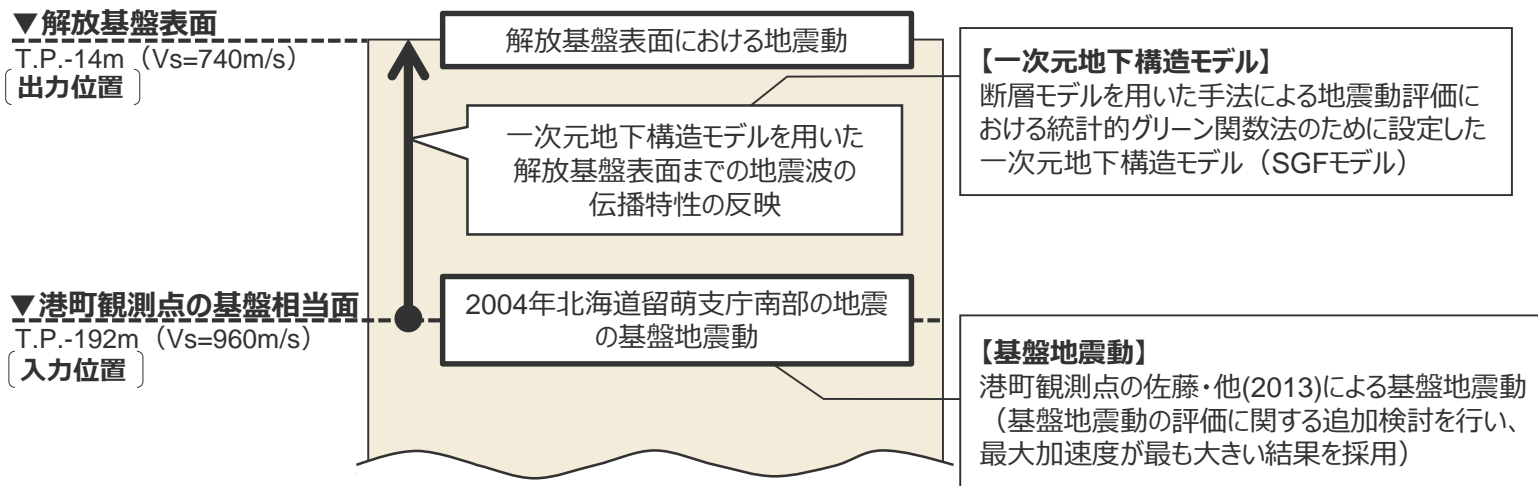 ▼解放基盤表面
T.P.-14m（Vs=740m/s）
出力位置
解放基盤表面における地震動
一次元地下構造モデルを用いた
解放基盤表面までの地震波の
伝播特性の反映
【一次元地下構造モデル】
断層モデルを用いた手法による地震動評価に
おける統計的グリーン関数法のために設定した
一次元地下構造モデル（SGFモデル）
▼港町観測点の基盤相当面
T.P.-192m（Vs=960m/s）
入力位置
2004年北海道留萌支庁南部の地震
の基盤地震動
【基盤地震動】
港町観測点の佐藤・他(2013)による基盤地震動
（基盤地震動の評価に関する追加検討を行い、
最大加速度が最も大きい結果を採用）